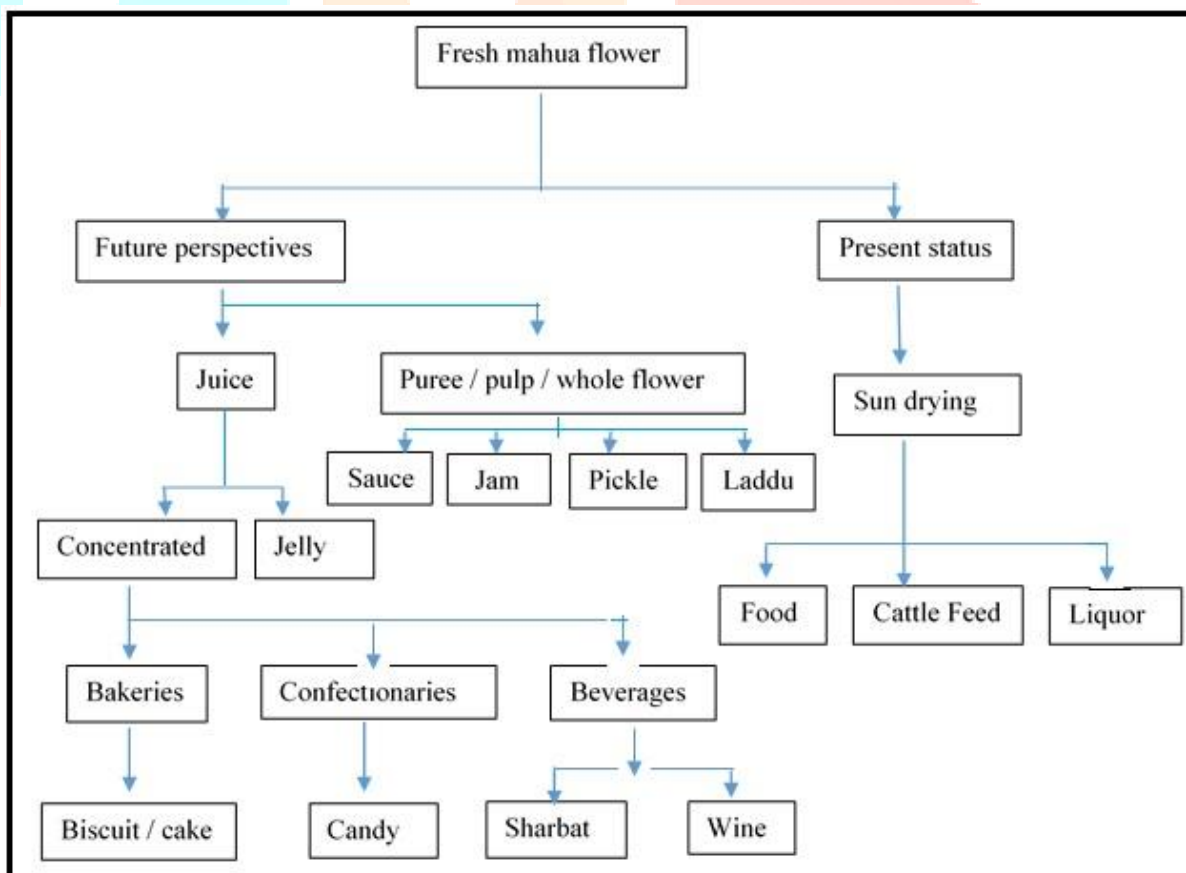 Fresh mahua flower
Future perspectives
Present status
Juice
Puree / pulp / whole flower
Sun drying
Sauce
Jam
Pickle
Laddu
Concentrated
Jelly
Food
Cattle Feed
Liquor
Bakeries
Confectionaries
Beverages
Biscuit / cake
Candy
Sharbat
Wine